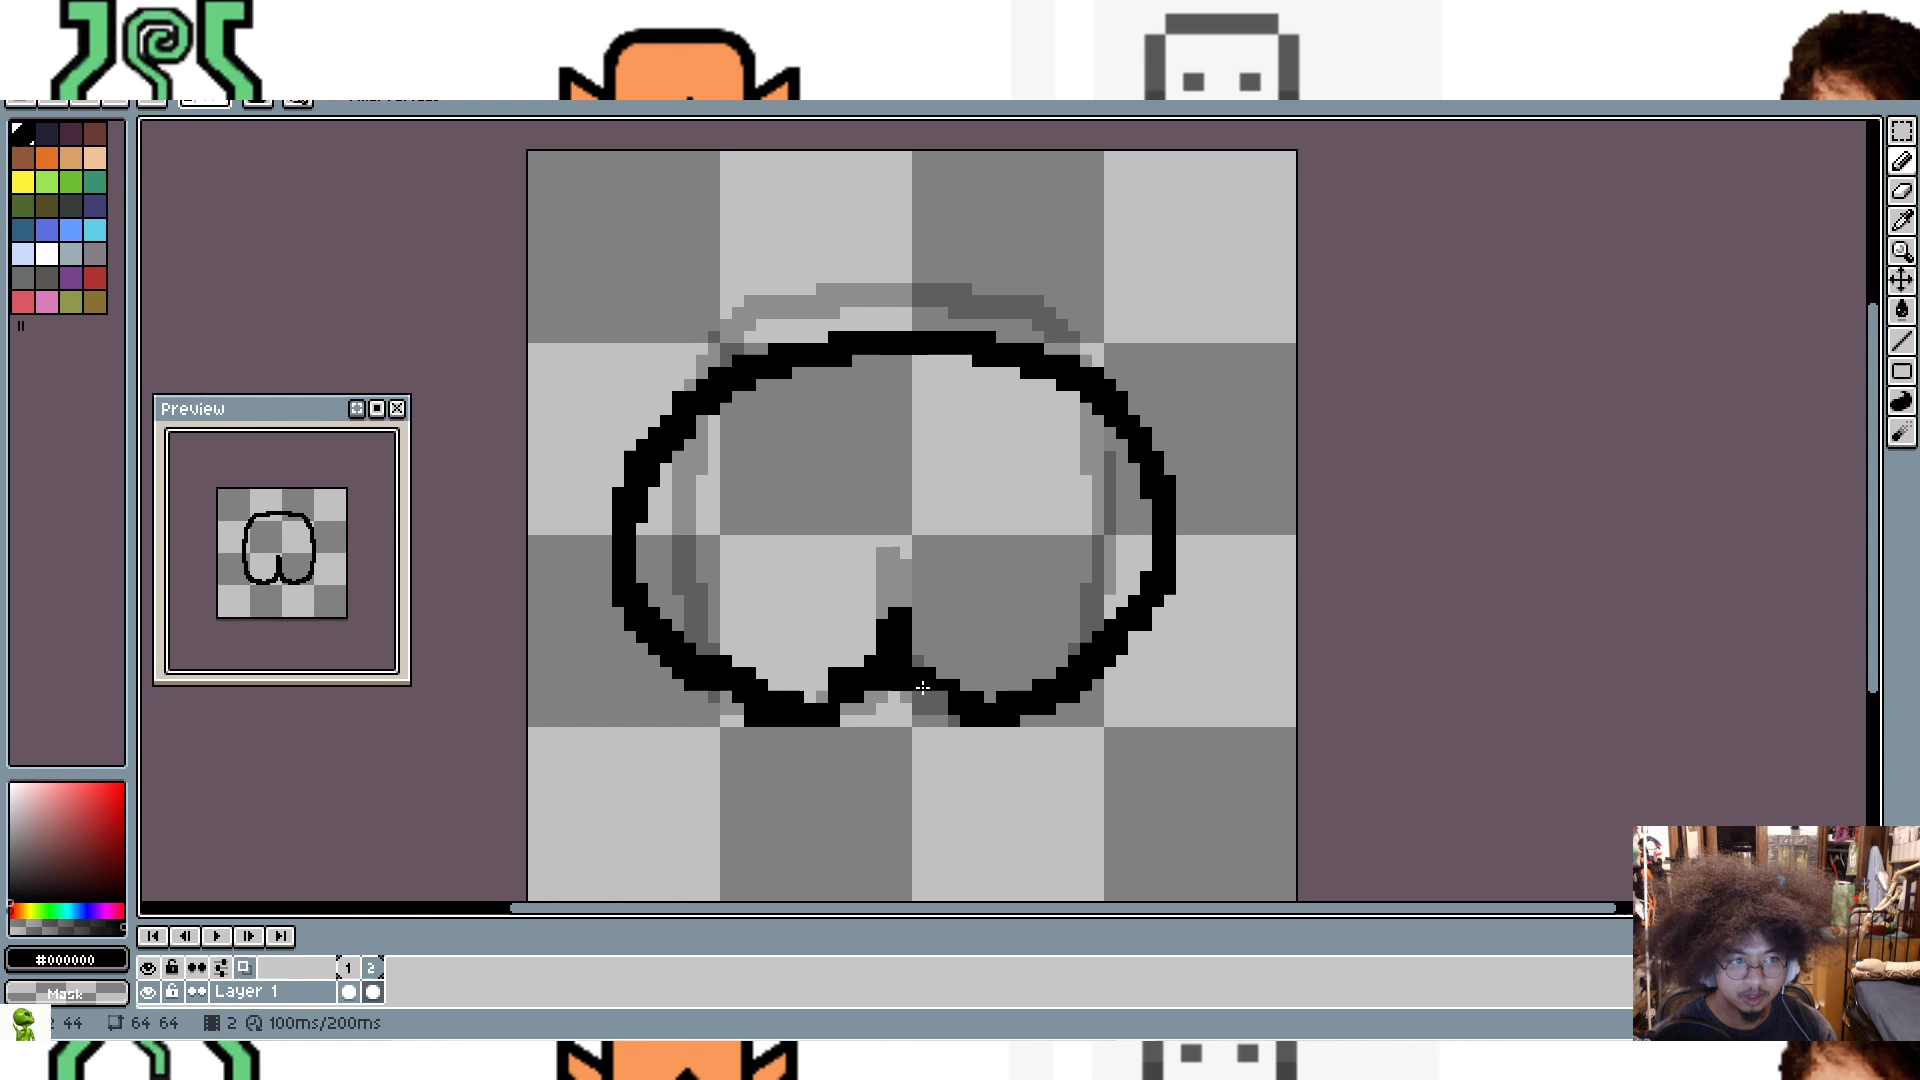 Preview
#000000
Mask
1 2
Layer 1
44 64 64 2 100ms/200ms